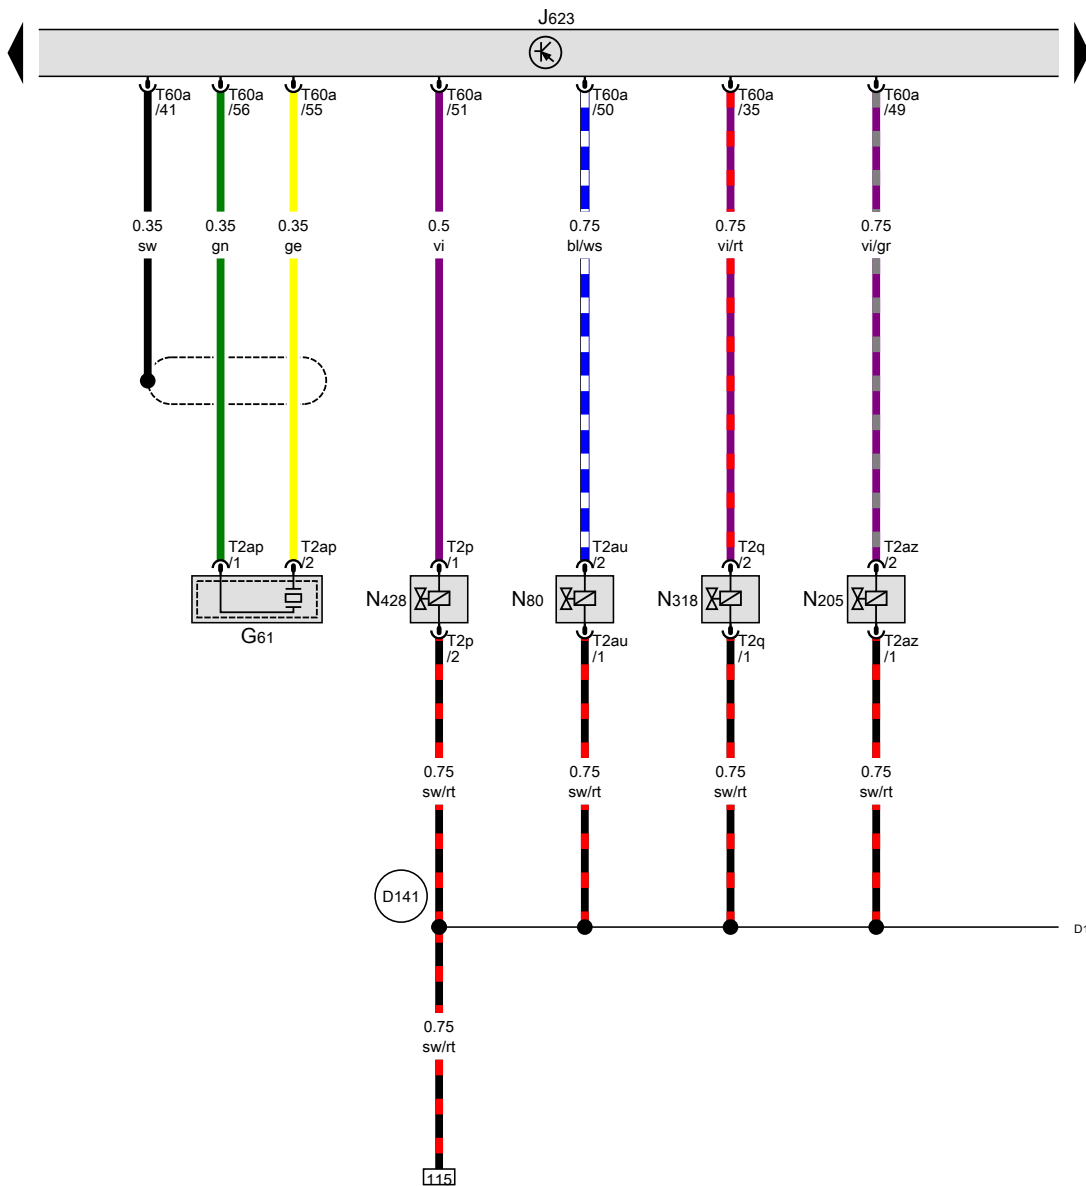 J623
T60a
/41
T60a
/56
T60a
/55
T60a
/51
T60a
/50
T60a
/35
T60a
/49
0.35
sw
0.35
gn
0.35
ge
0.5
vi
0.75
bl/ws
0.75
vi/rt
0.75
vi/gr
T2ap
/1
T2ap
/2
T2p
/1
T2au
/2
T2q
/2
T2az
/2
G61
N428
N80
N318
N205
T2p
/2
T2au
/1
T2q
/1
T2az
/1
0.75
sw/rt
0.75
sw/rt
0.75
sw/rt
0.75
sw/rt
D141
0.75
sw/rt
115